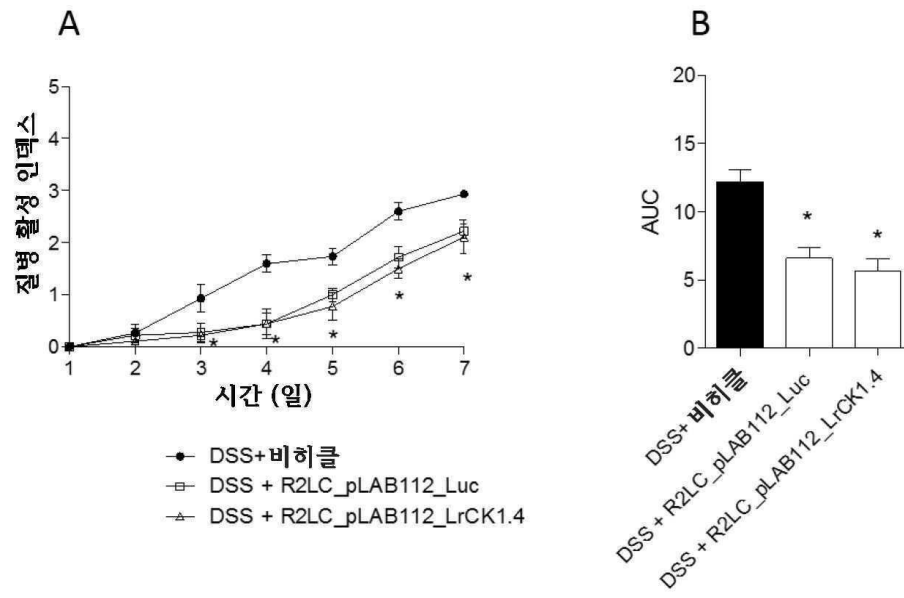 A
질병 활성 인덱스
5
4
3
2
1
0
1 2 3 4 5 6 7
* * * * *
시간 (일)
DSS+비히클
DSS + R2LC_pLAB112_Luc
DSS + R2LC_pLAB112_LrCK1.4
B
AUC
20
15
10
5
0
* *
DSS+비히클
DSS + R2LC_pLAB112_Luc
DSS + R2LC_pLAB112_LrCK1.4